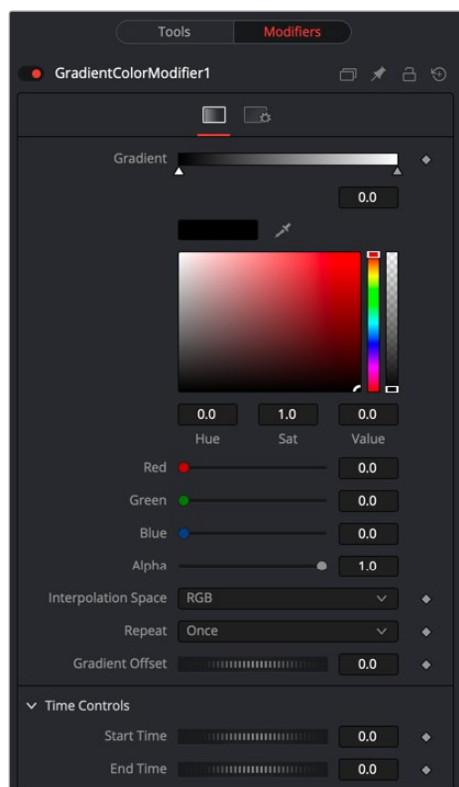 Tools Modifiers
GradientColorModifier1
Gradient
0.0
0.0 1.0 0.0
Hue Sat Value
Red 0.0
Green 0.0
Blue 0.0
Alpha 1.0
Interpolation Space RGB
Repeat Once
Gradient Offset 0.0
Time Controls
Start Time 0.0
End Time 0.0